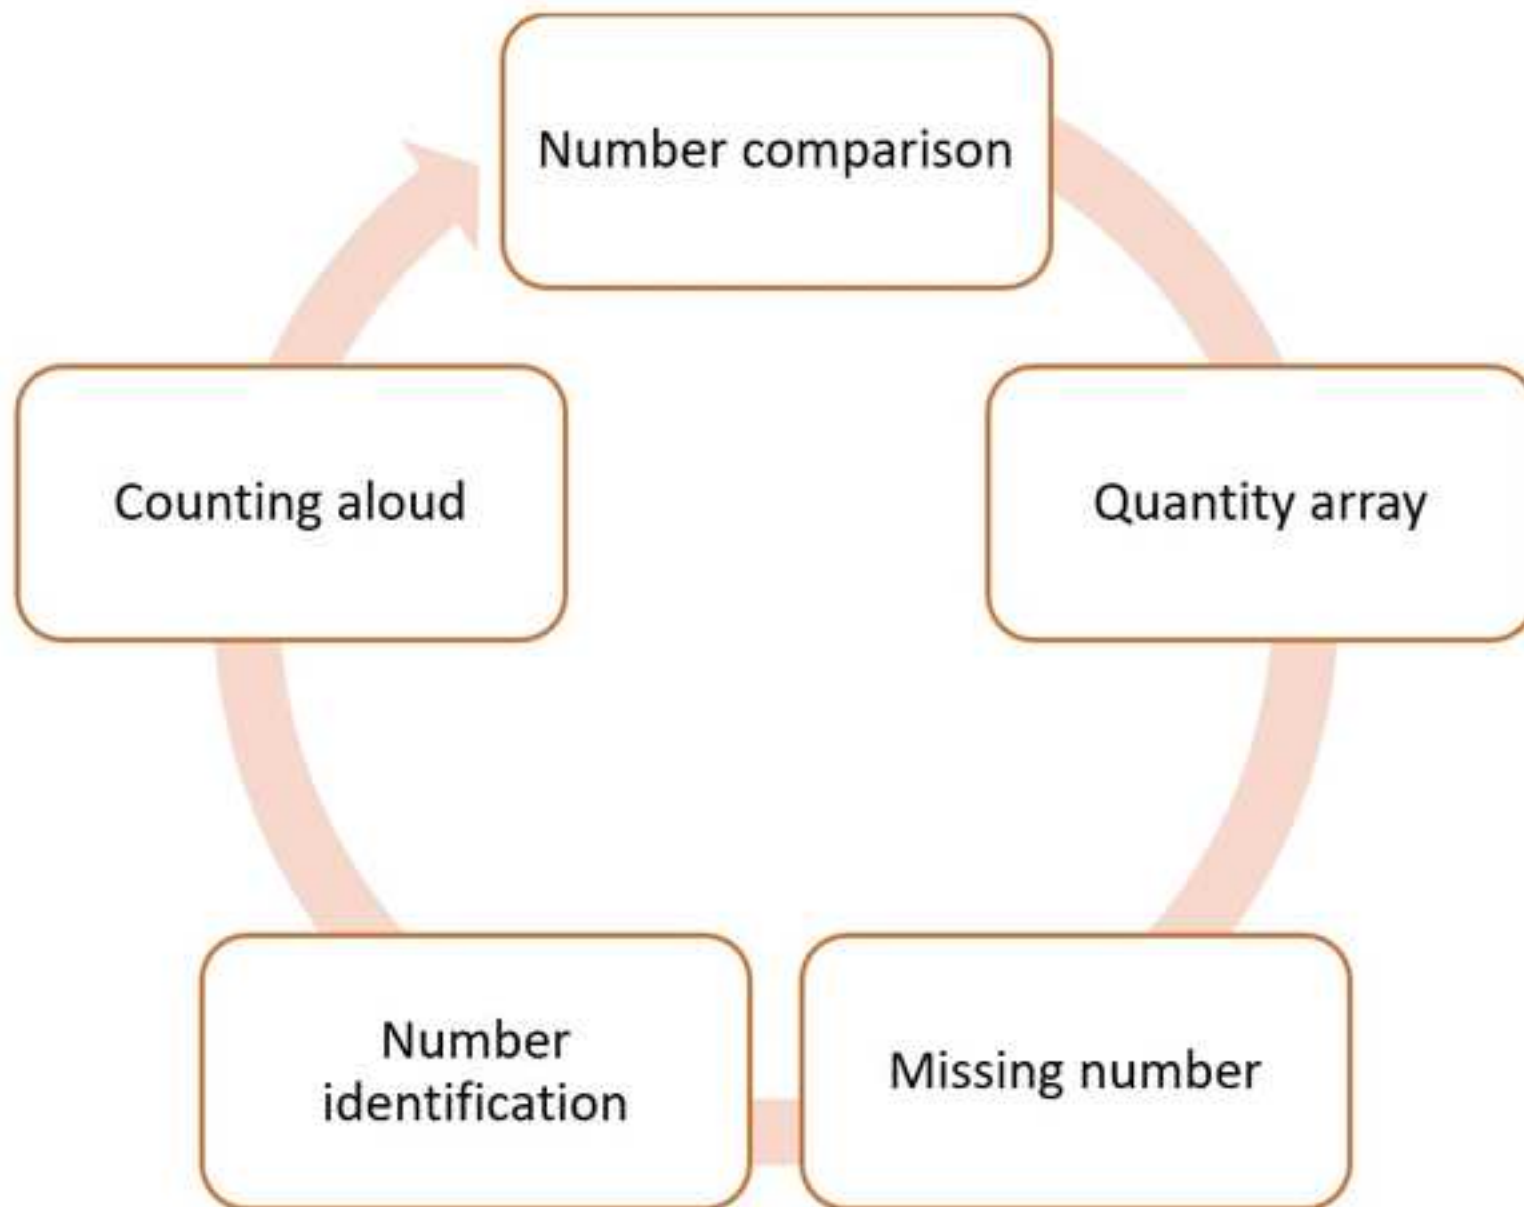 Number comparison
Quantity array
Missing number
Number
identification
Counting aloud